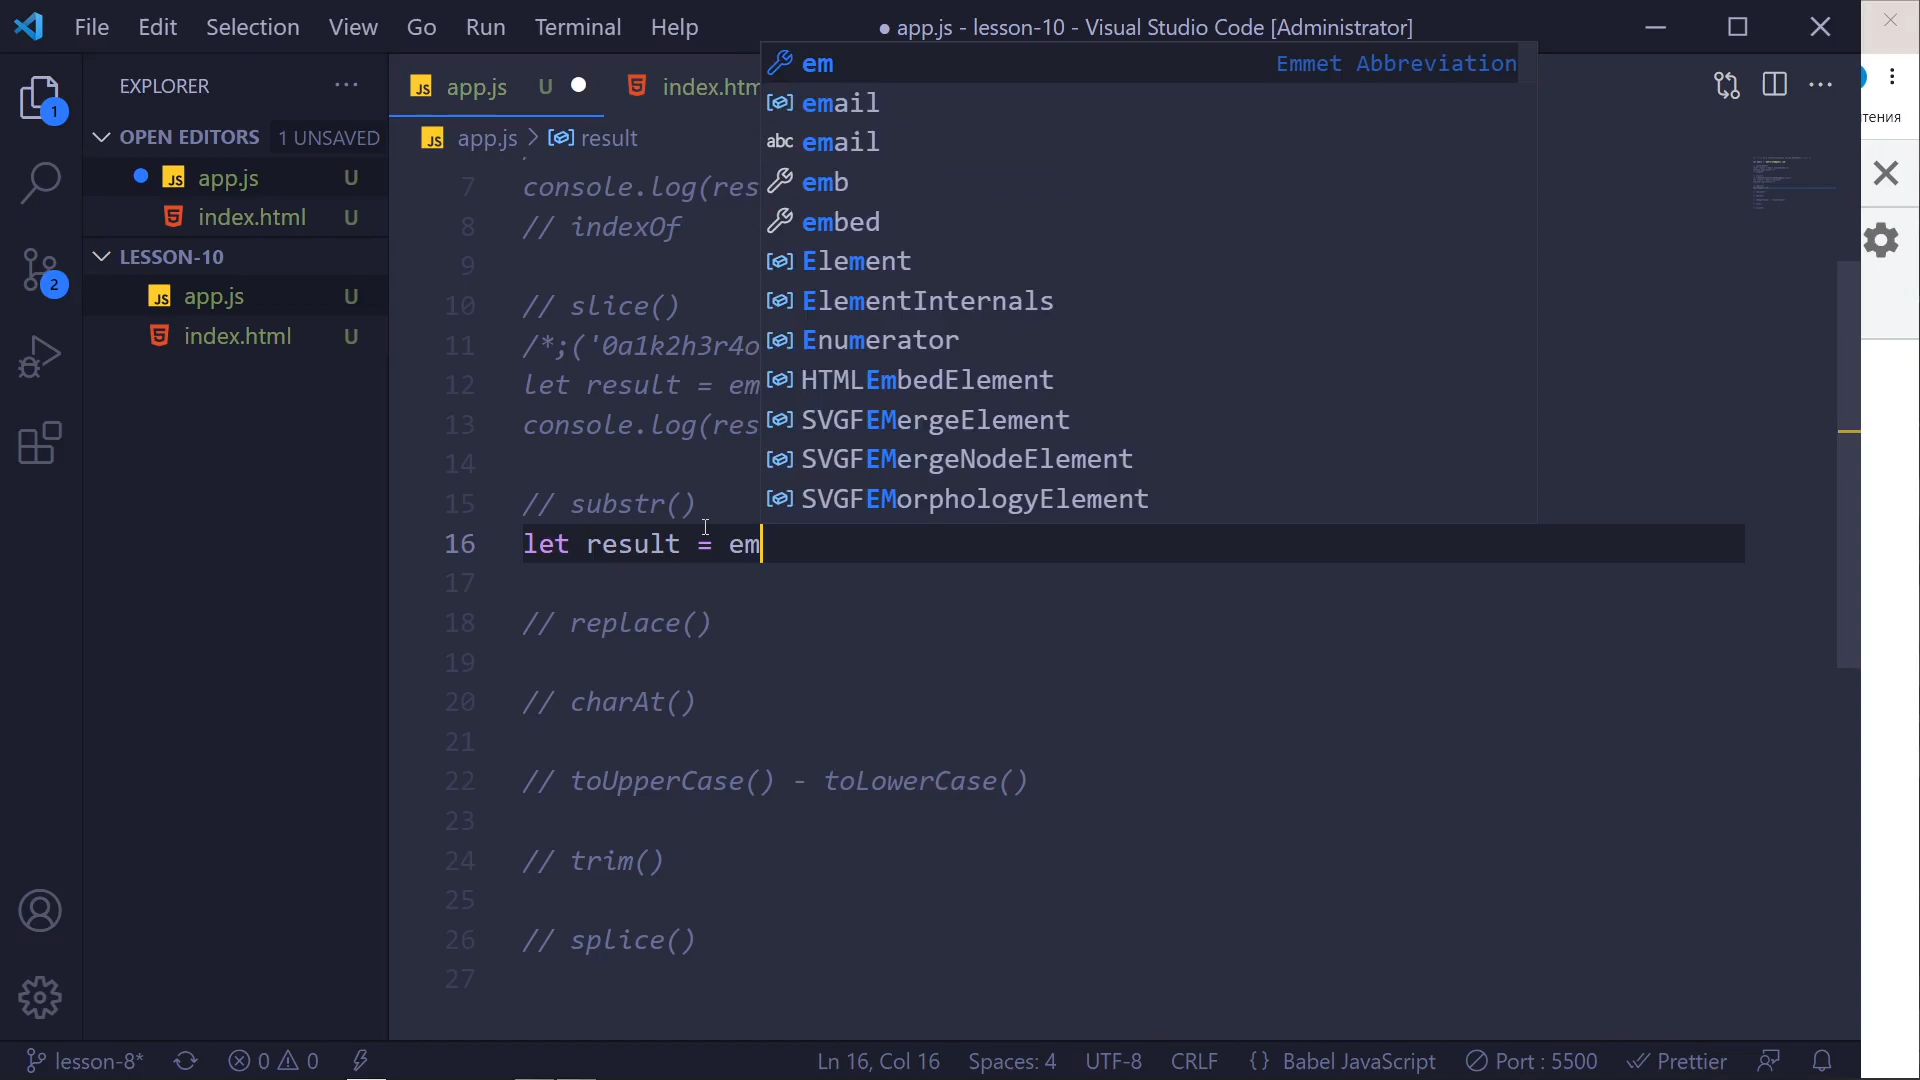 File Edit Selection View Go Run Terminal Help
● app.js - lesson-10 - Visual Studio Code [Administrator]
EXPLORER ···
OPEN EDITORS 1 UNSAVED
app.js U
index.html U
LESSON-10
app.js U
index.html U
1
2
app.js U
index.htm
app.js > result
7 console.log(res
8 // indexOf
9
10 // slice()
11 /*;('0a1k2h3r4o
12 let result = em
13 console.log(res
14
15 // substr()
16 let result = em
17
18 // replace()
19
20 // charAt()
21
22 // toUpperCase() - toLowerCase()
23
24 // trim()
25
26 // splice()
27
em Emmet Abbreviation
email
abc email
emb
embed
Element
ElementInternals
Enumerator
HTMLEmbedElement
SVGFEMergeElement
SVGFEMergeNodeElement
SVGFEMorphologyElement
тения
lesson-8* 0 0 Ln 16, Col 16 Spaces: 4 UTF-8 CRLF {} Babel JavaScript Port : 5500 Prettier